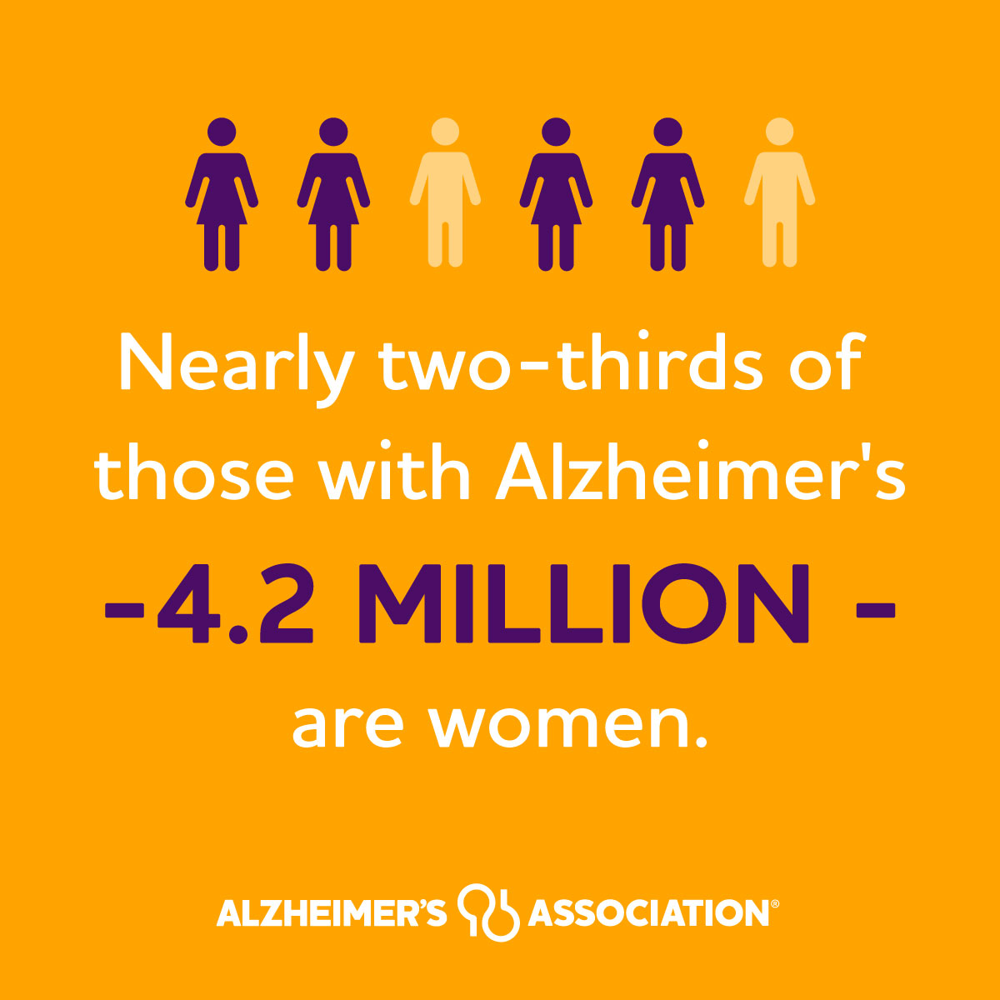 Nearly two-thirds of
those with Alzheimer's
-4.2 MILLION -
are women.
ALZHEIMER'S ASSOCIATION®